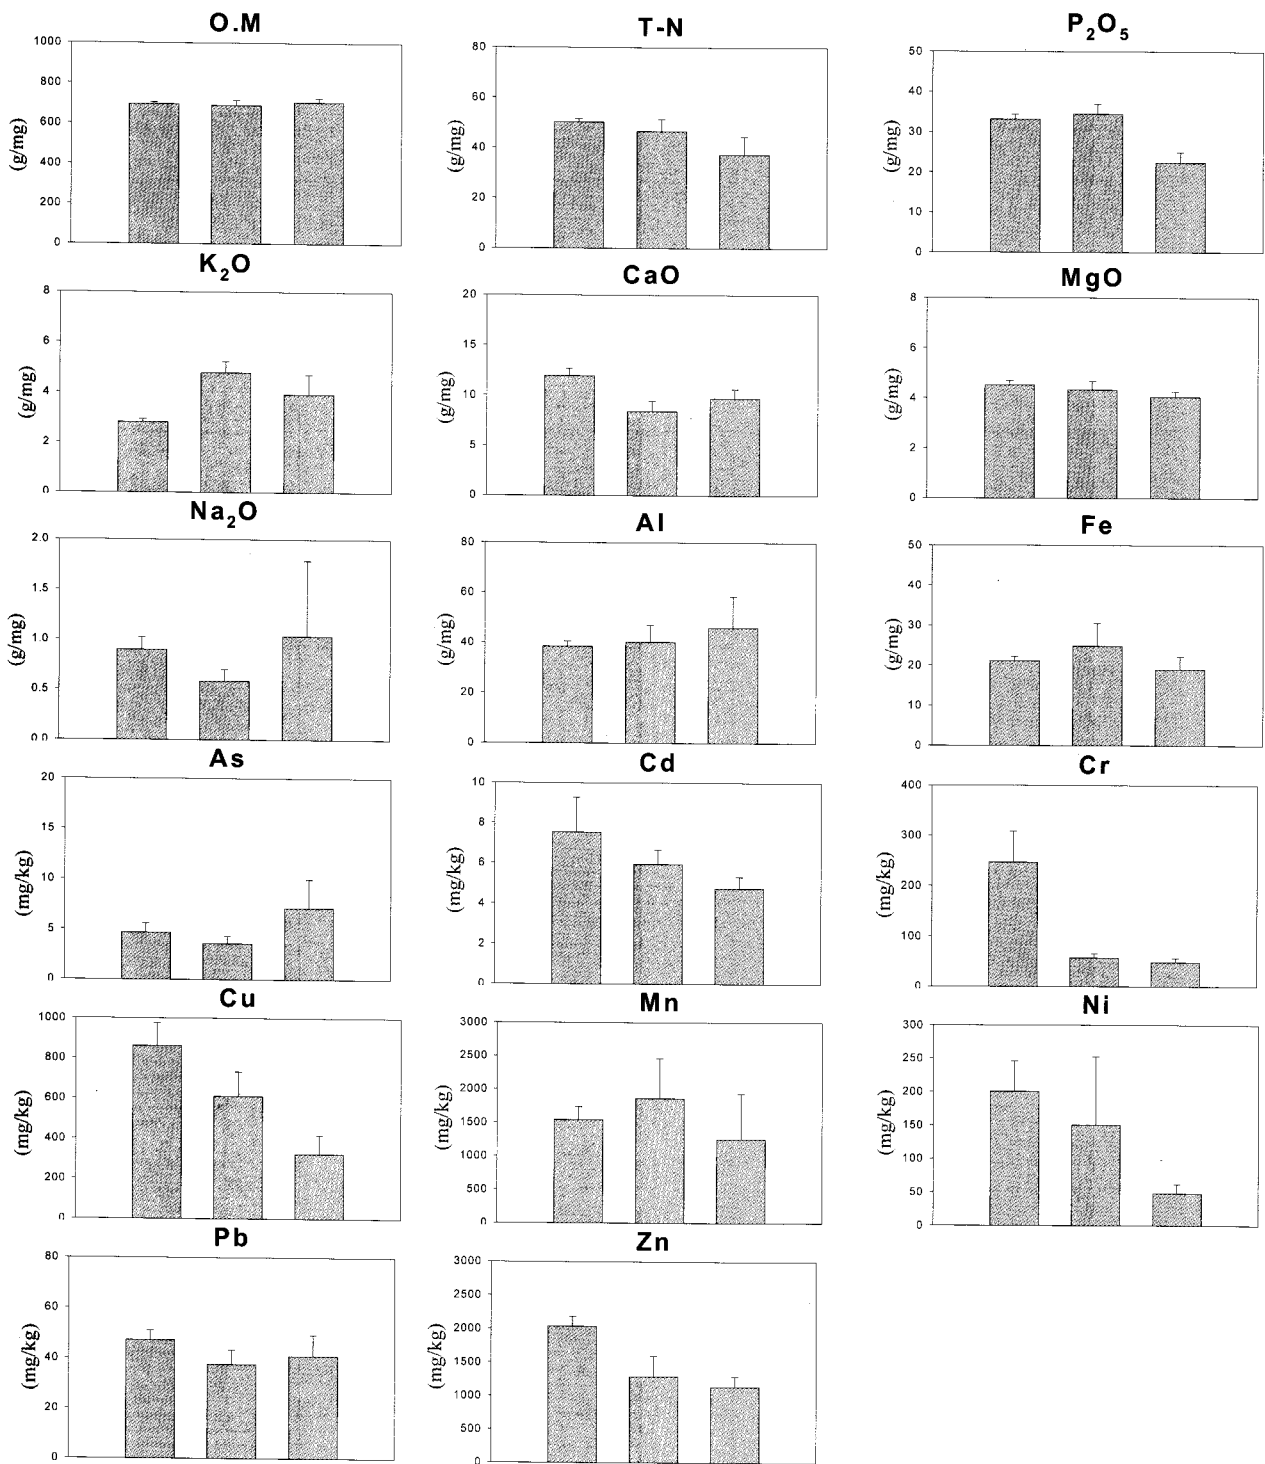 O.M
(g/mg)
1000
800
600
400
200
0
T-N
(g/mg)
80
60
40
20
0
P₂O₅
(g/mg)
50
40
30
20
10
0
K₂O
(g/mg)
8
6
4
2
0
CaO
(g/mg)
20
15
10
5
0
MgO
(g/mg)
8
6
4
2
0
Na₂O
(g/mg)
2.0
1.5
1.0
0.5
0.0
Al
(g/mg)
80
60
40
20
0
Fe
(g/mg)
50
40
30
20
10
0
As
(mg/kg)
20
15
10
5
0
Cd
(mg/kg)
10
8
6
4
2
0
Cr
(mg/kg)
400
300
200
100
0
Cu
(mg/kg)
1000
800
600
400
200
0
Mn
(mg/kg)
3000
2500
2000
1500
1000
500
0
Ni
(mg/kg)
300
250
200
150
100
50
0
Pb
(mg/kg)
80
60
40
20
0
Zn
(mg/kg)
3000
2500
2000
1500
1000
500
0